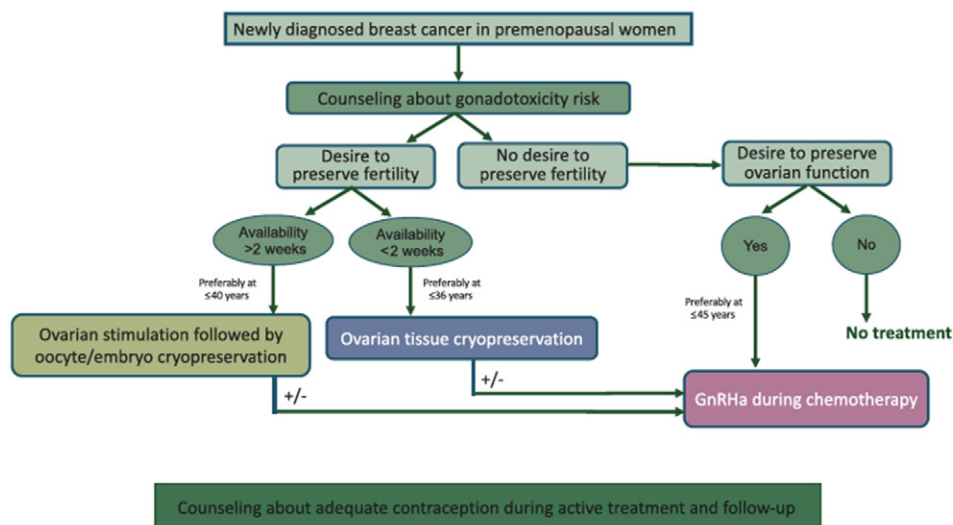 Newly diagnosed breast cancer in premenopausal women
Counseling about gonadotoxicity risk
Desire to
preserve fertility
No desire to
preserve fertility
Desire to preserve
ovarian function
Availability
>2 weeks
Availability
<2 weeks
Yes
No
Preferably at
≤40 years
Preferably at
≤36 years
Preferably at
≤45 years
No treatment
Ovarian stimulation followed by
oocyte/embryo cryopreservation
Ovarian tissue cryopreservation
+/-
+/-
GnRHa during chemotherapy
Counseling about adequate contraception during active treatment and follow-up